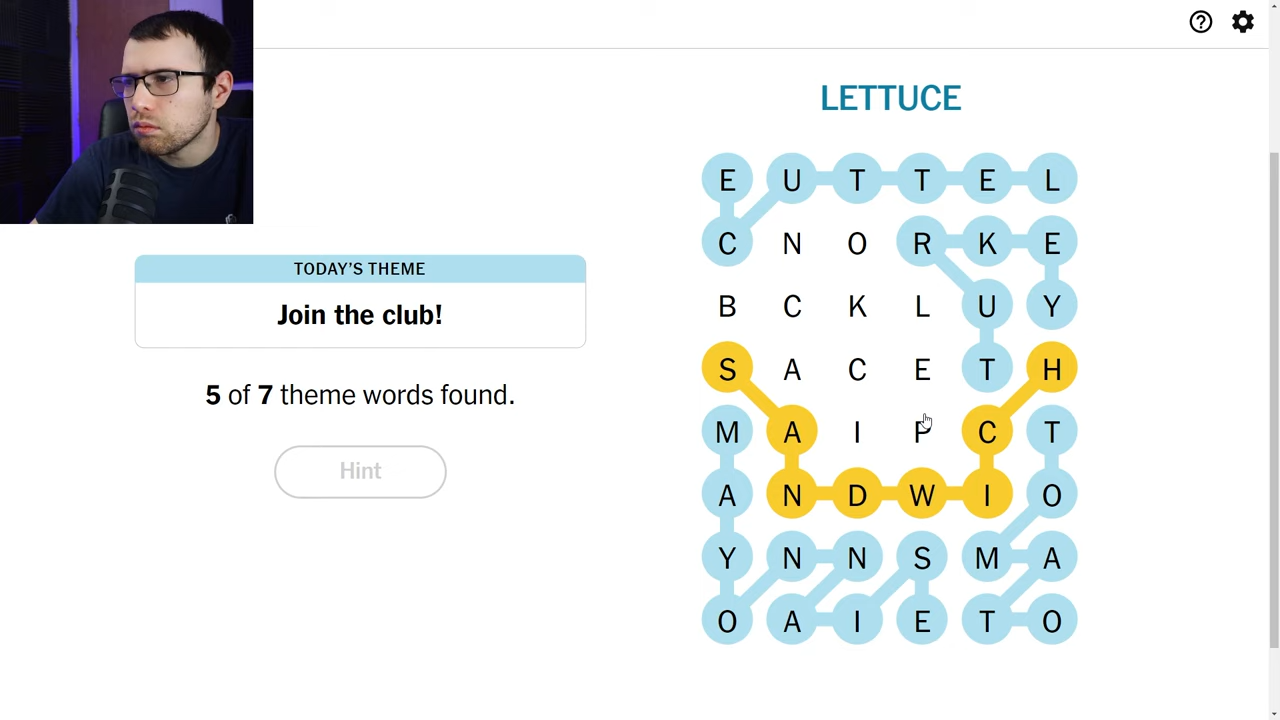 LETTUCE
TODAY'S THEME
Join the club!
5 of 7 theme words found.
Hint
E U T T E L
C N O R K E
B C K L U Y
S A C E T H
M A I P C T
A N D W I O
Y N N S M A
O A I E T O